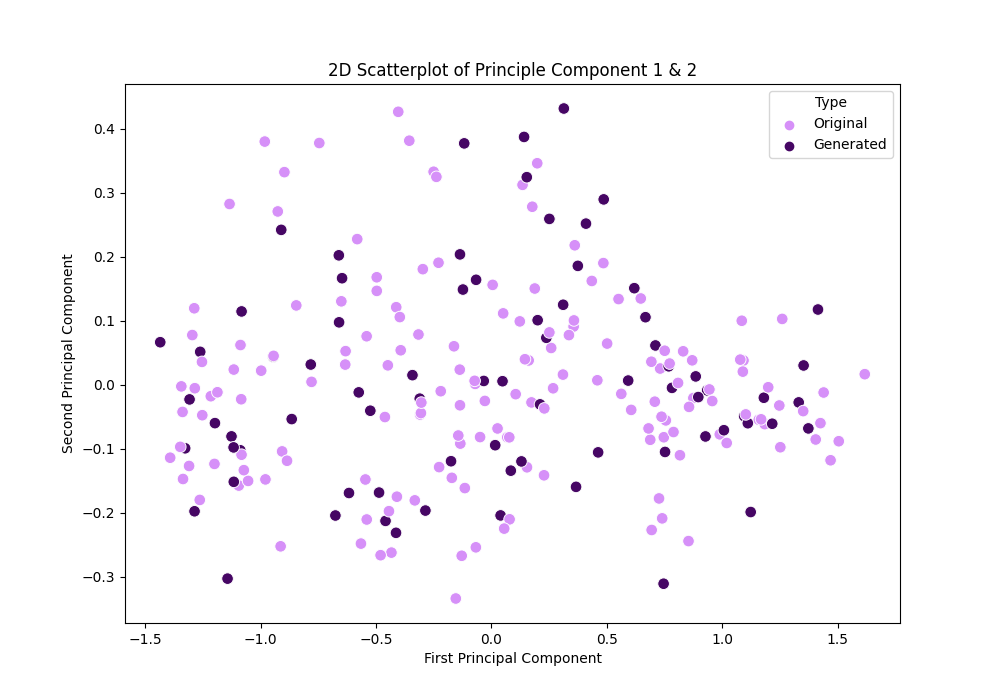 2D Scatterplot of Principle Component 1 & 2
Type
Original
Generated
0.4
0.3
0.2
0.1
0.0
−0.1
−0.2
−0.3
Second Principal Component
−1.5 −1.0 −0.5 0.0 0.5 1.0 1.5
First Principal Component